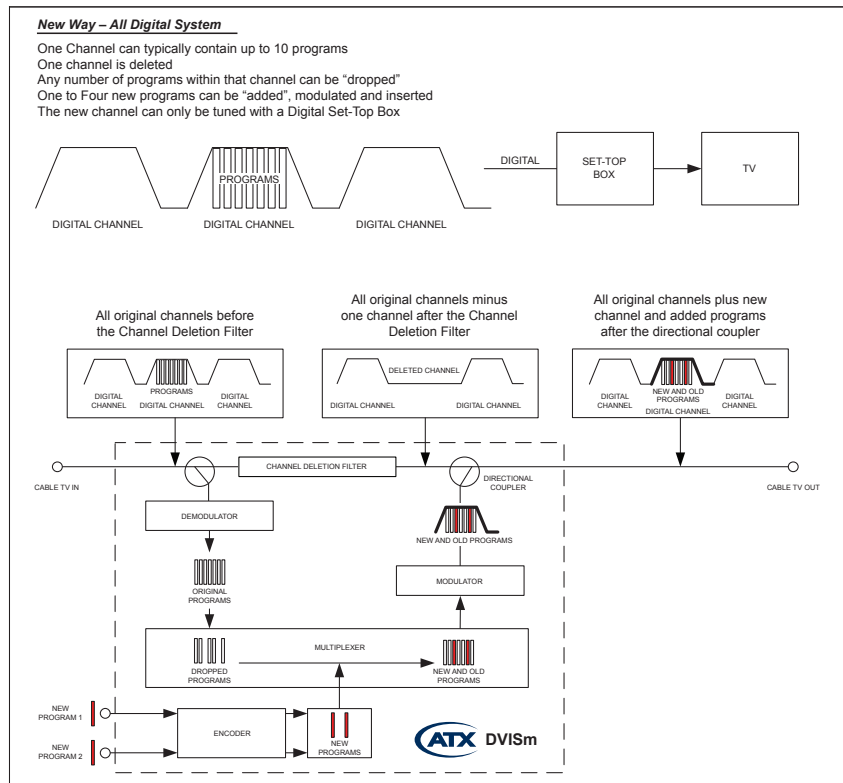 New Way – All Digital System
One Channel can typically contain up to 10 programs
One channel is deleted
Any number of programs within that channel can be “dropped”
One to Four new programs can be “added”, modulated and inserted
The new channel can only be tuned with a Digital Set-Top Box
PROGRAMS
DIGITAL CHANNEL
DIGITAL CHANNEL
DIGITAL CHANNEL
DIGITAL
SET-TOP
BOX
TV
All original channels before
the Channel Deletion Filter
All original channels minus
one channel after the Channel
Deletion Filter
All original channels plus new
channel and added programs
after the directional coupler
DIGITAL
CHANNEL
PROGRAMS
DIGITAL CHANNEL
DIGITAL
CHANNEL
DELETED CHANNEL
DIGITAL CHANNEL
DIGITAL CHANNEL
DIGITAL
CHANNEL
NEW AND OLD
PROGRAMS
DIGITAL CHANNEL
DIGITAL
CHANNEL
CABLE TV IN
CHANNEL DELETION FILTER
DIRECTIONAL
COUPLER
CABLE TV OUT
DEMODULATOR
NEW AND OLD PROGRAMS
ORIGINAL
PROGRAMS
MODULATOR
MULTIPLEXER
DROPPED
PROGRAMS
NEW AND OLD
PROGRAMS
NEW
PROGRAM 1
ENCODER
NEW
PROGRAMS
NEW
PROGRAM 2
ATX DVISm